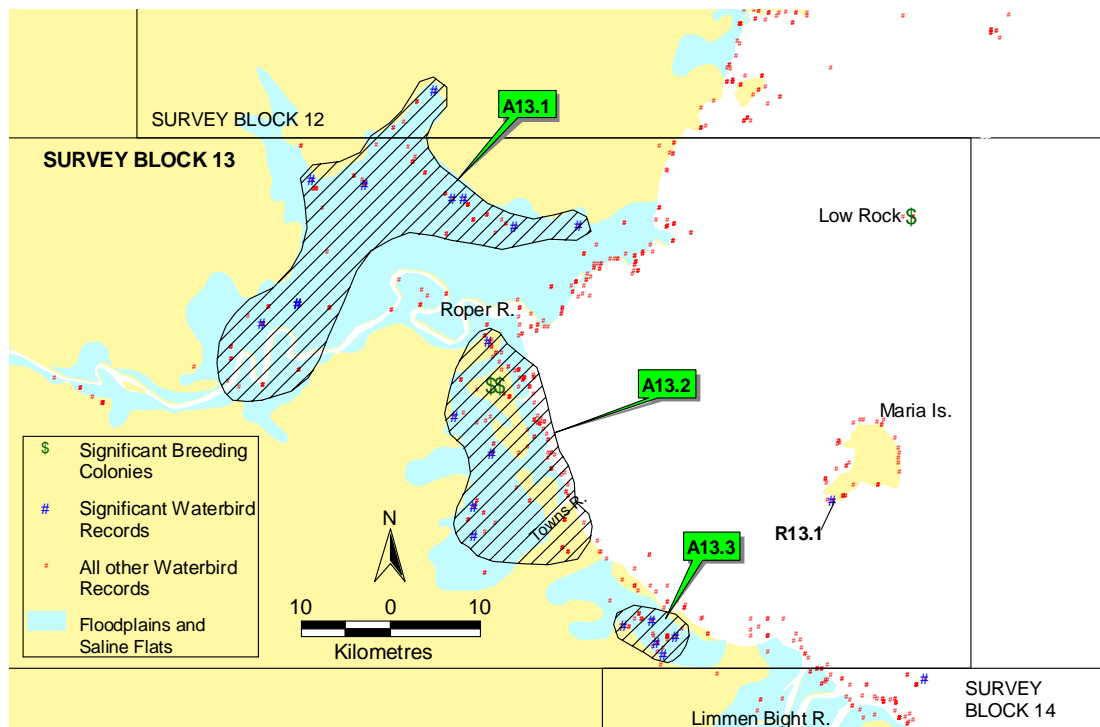 A13.1
SURVEY BLOCK 12
SURVEY BLOCK 13
Low Rock
Roper R.
A13.2
Maria Is.
$ Significant Breeding
Colonies
# Significant Waterbird
Records
# All other Waterbird
Records
Floodplains and
Saline Flats
N
Towns R.
R13.1
A13.3
10 0 10
Kilometres
SURVEY
BLOCK 14
Limmen Bight R.